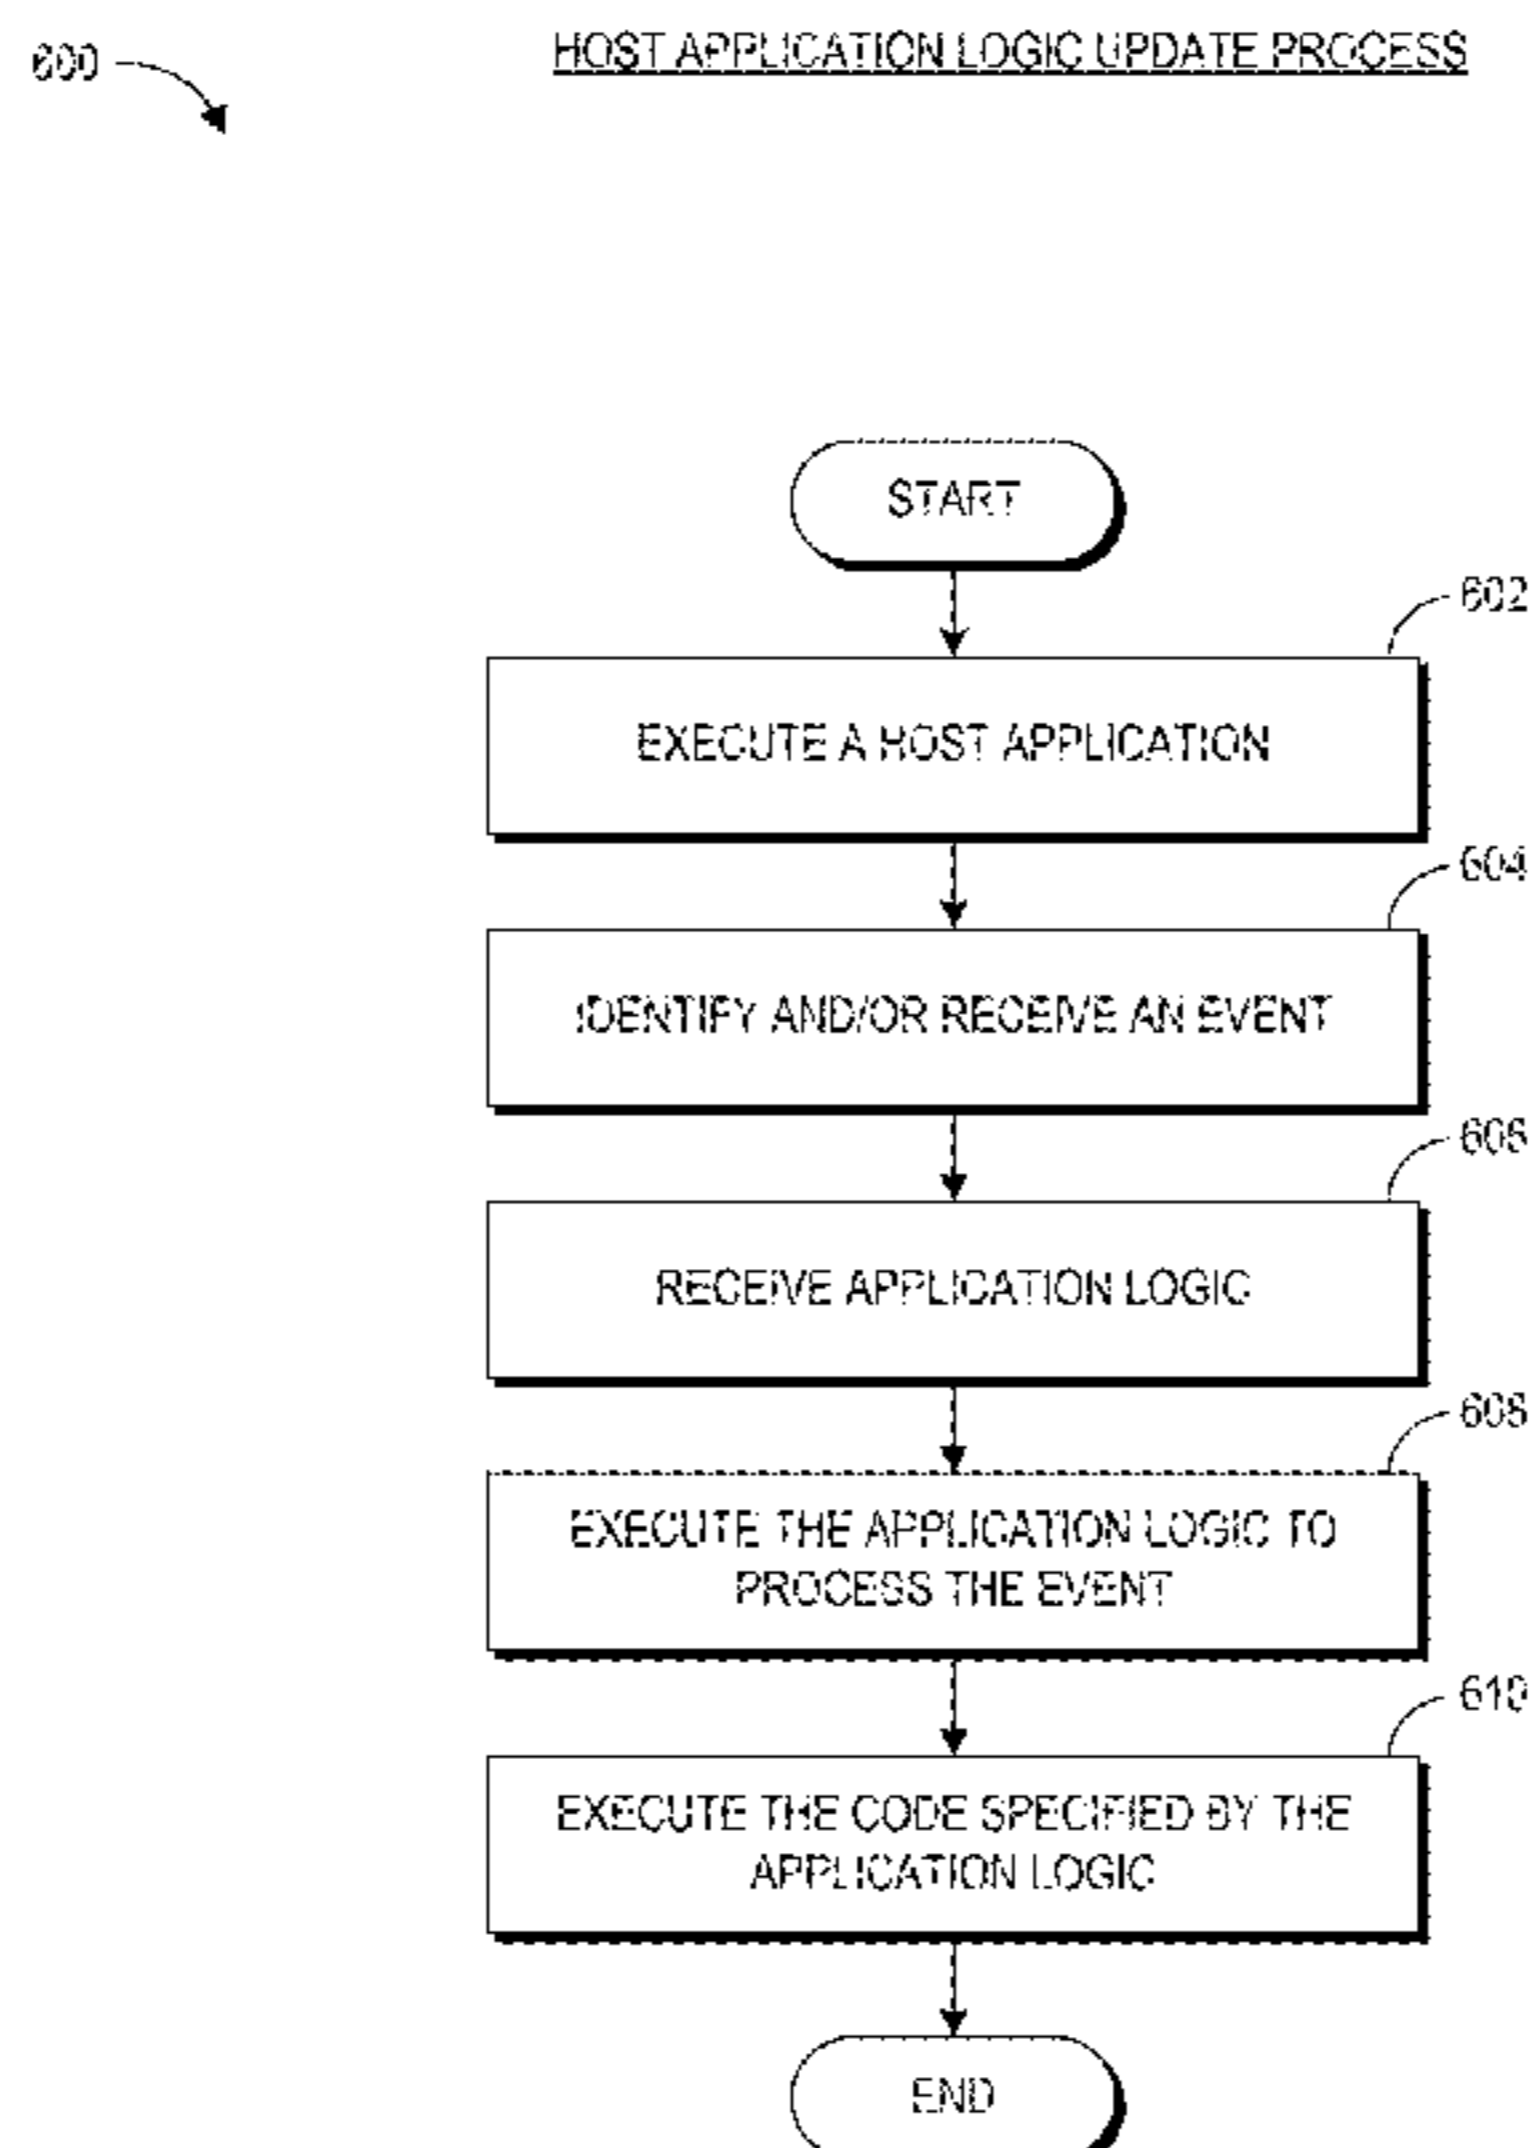 600
HOST APPLICATION LOGIC UPDATE PROCESS
START
602
EXECUTE A HOST APPLICATION
604
IDENTIFY AND/OR RECEIVE AN EVENT
606
RECEIVE APPLICATION LOGIC
608
EXECUTE THE APPLICATION LOGIC TO
PROCESS THE EVENT
610
EXECUTE THE CODE SPECIFIED BY THE
APPLICATION LOGIC
END